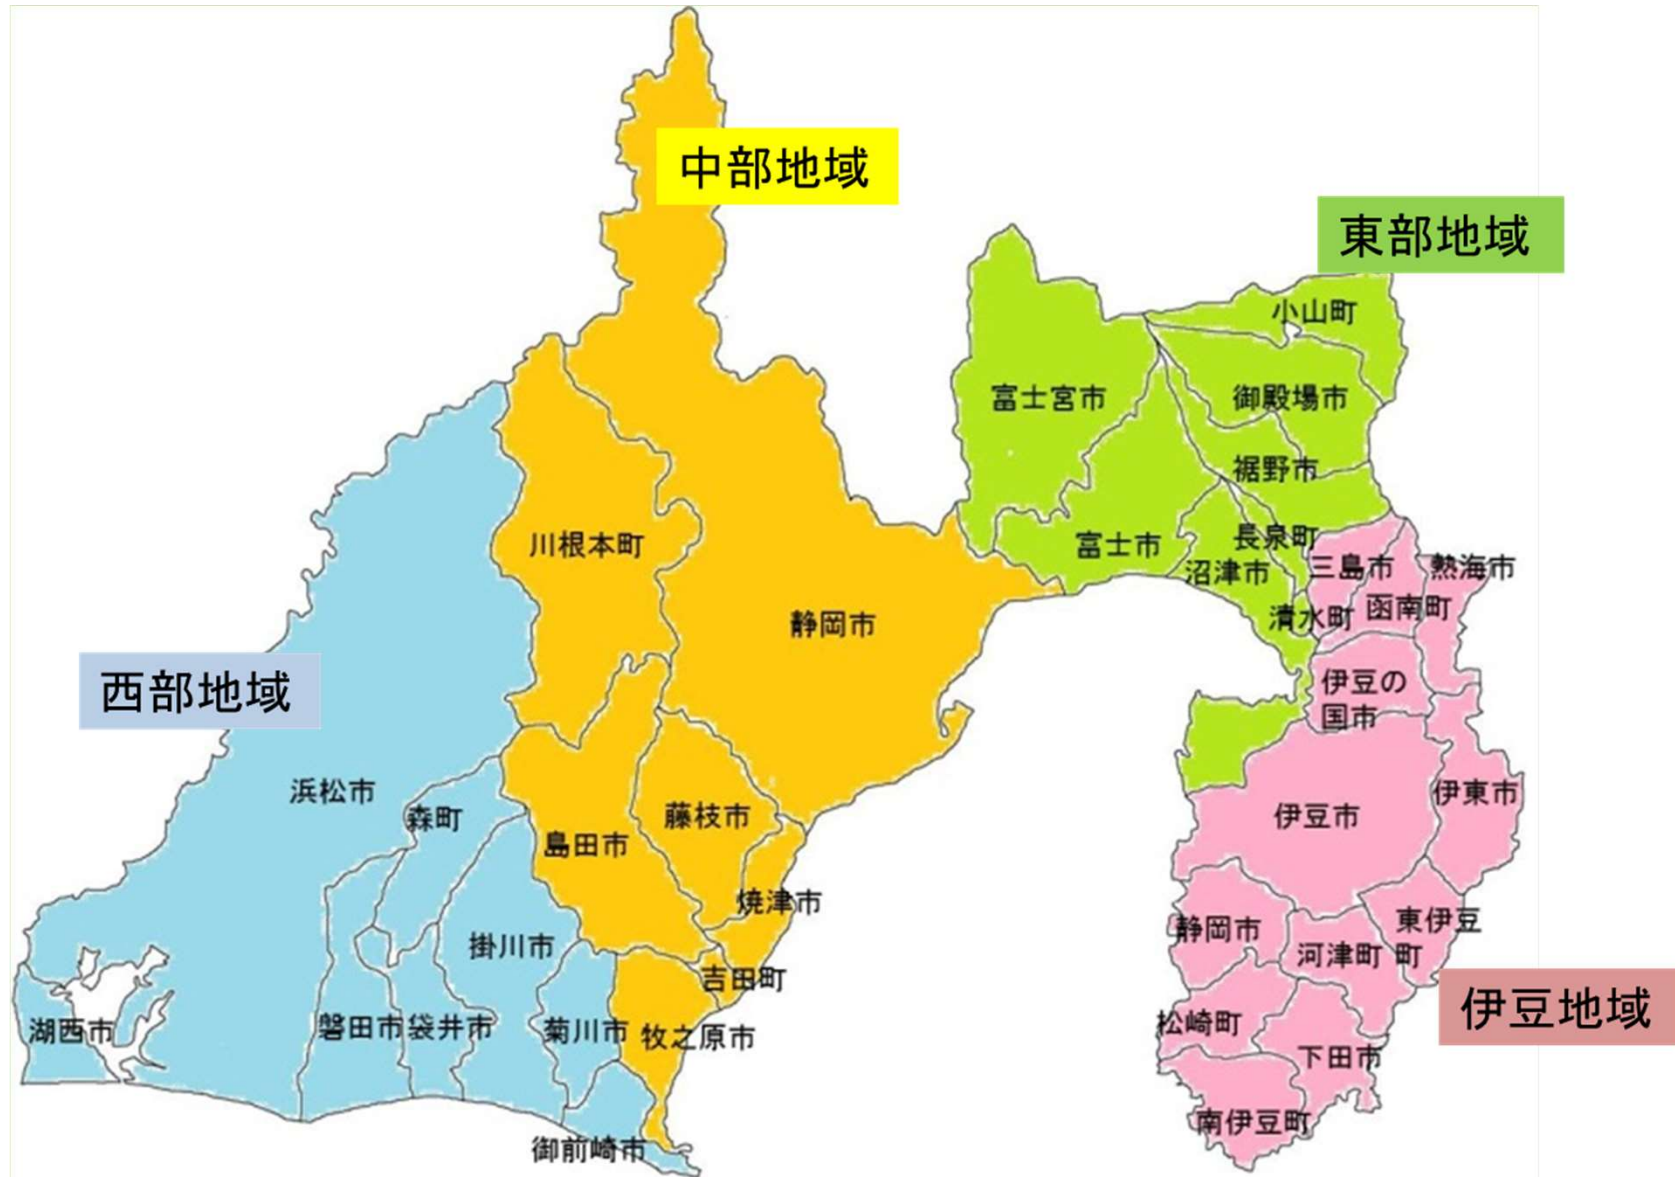 中部地域
東部地域
小山町
富士宮市
御殿場市
裾野市
川根本町
富士市
長泉町
沼津市
三島市
熱海市
静岡市
清水町
函南町
西部地域
伊豆の
国市
浜松市
森町
島田市
藤枝市
伊豆市
伊東市
焼津市
掛川市
静岡市
東伊豆
町
河津町
吉田町
湖西市
磐田市
袋井市
菊川市
牧之原市
松崎町
下田市
伊豆地域
南伊豆町
御前崎市